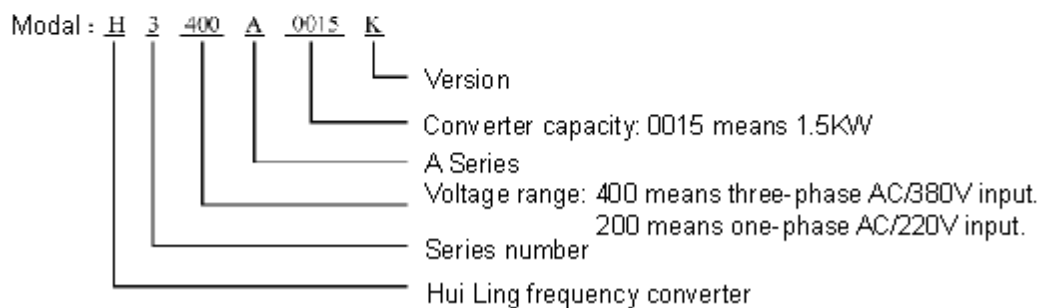 Modal : H 3 400 A 0015 K
Version
Converter capacity: 0015 means 1.5KW
A Series
Voltage range: 400 means three-phase AC/380V input.
200 means one-phase AC/220V input.
Series number
Hui Ling frequency converter